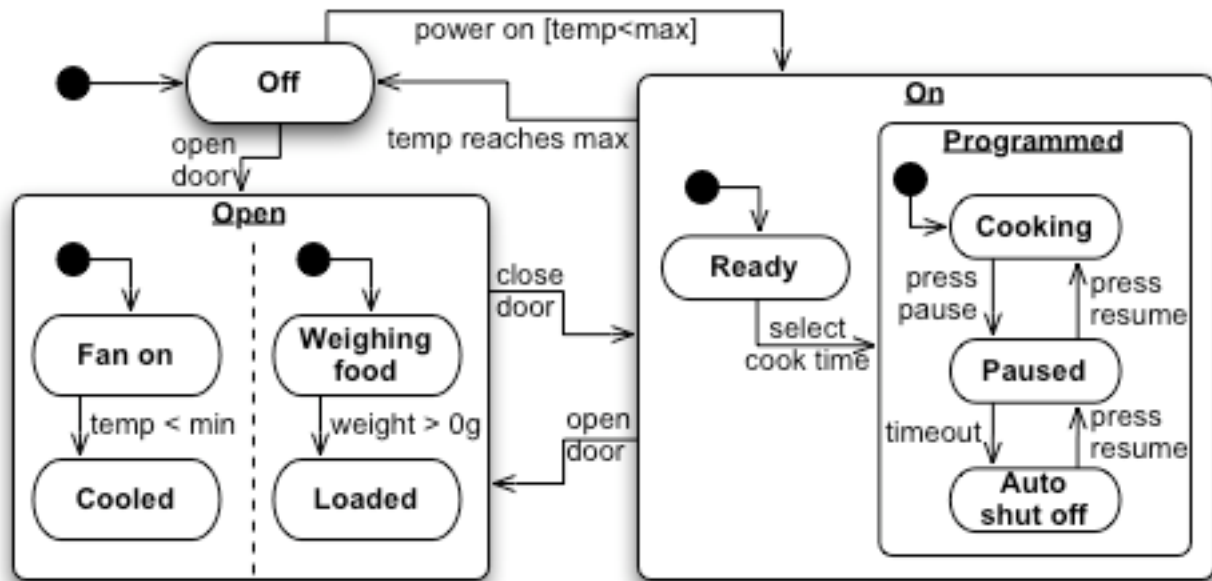 power on [temp<max]
Off
On
temp reaches max
open
door
Programmed
Open
Cooking
Ready
close
door
press
pause
press
resume
Fan on
Weighing
food
select
cook time
Paused
temp < min
weight > 0g
open
door
timeout
press
resume
Cooled
Loaded
Auto
shut off